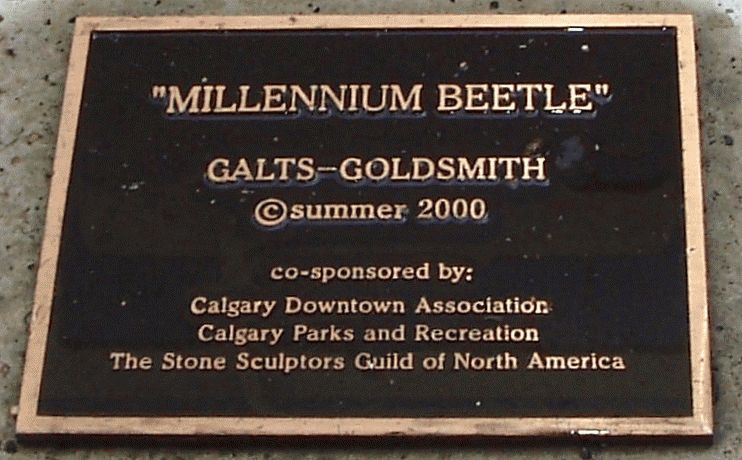 "MILLENNIUM BEETLE"
GALTS-GOLDSMITH
©summer 2000
co-sponsored by:
Calgary Downtown Association
Calgary Parks and Recreation
The Stone Sculptors Guild of North America